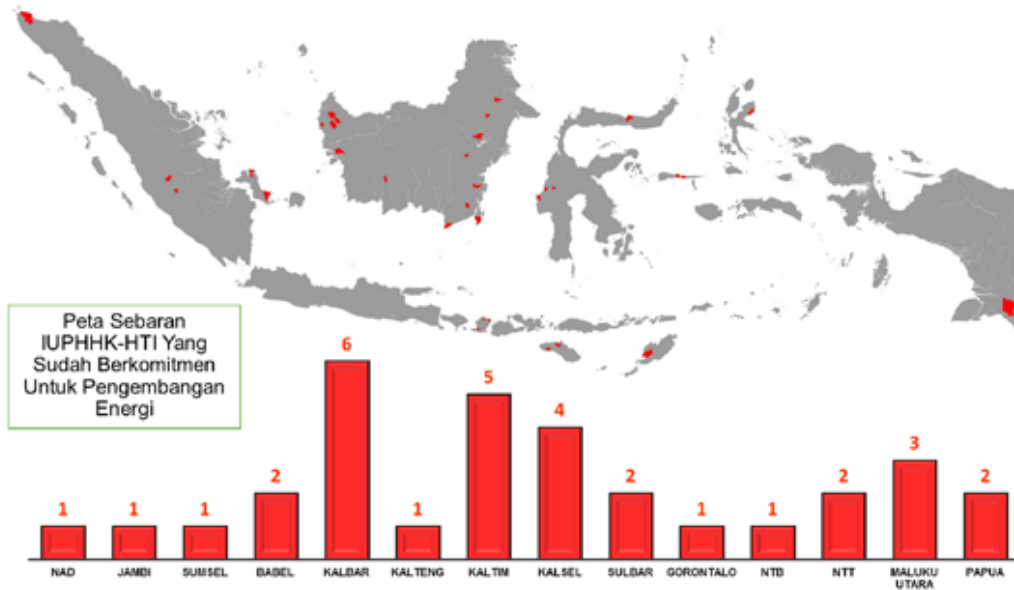 Peta Sebaran
IUPHHK-HTI Yang
Sudah Berkomitmen
Untuk Pengembangan
Energi
1
1
1
2
6
1
5
4
2
1
1
2
3
2
NAD
JAMBI
SUMSEL
BABEL
KALBAR
KALTENG
KALTIM
KALSEL
SULBAR
GORONTALO
NTB
NTT
MALUKU
UTARA
PAPUA